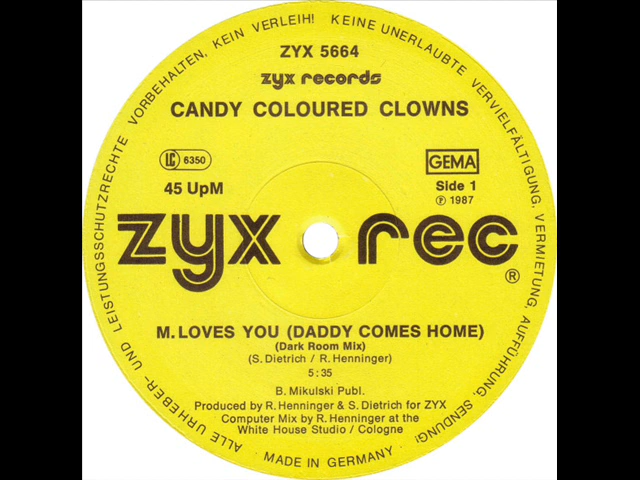 ALLE URHEBER- UND LEISTUNGSSCHUTZRECHTE VORBEHALTEN, KEIN VERLEIH! KEINE UNERLAUBTE VERVIELFÄLTIGUNG, VERMIETUNG, AUFFÜHRUNG, SENDUNG!
ZYX 5664
zyx records
CANDY COLOURED CLOWNS
LC 6350
GEMA
45 UpM
Side 1
℗ 1987
zyx rec ®
M. LOVES YOU (DADDY COMES HOME)
(Dark Room Mix)
(S. Dietrich / R. Henninger)
5:35
B. Mikulski Publ.
Produced by R. Henninger & S. Dietrich for ZYX
Computer Mix by R. Henninger at the
White House Studio / Cologne
MADE IN GERMANY